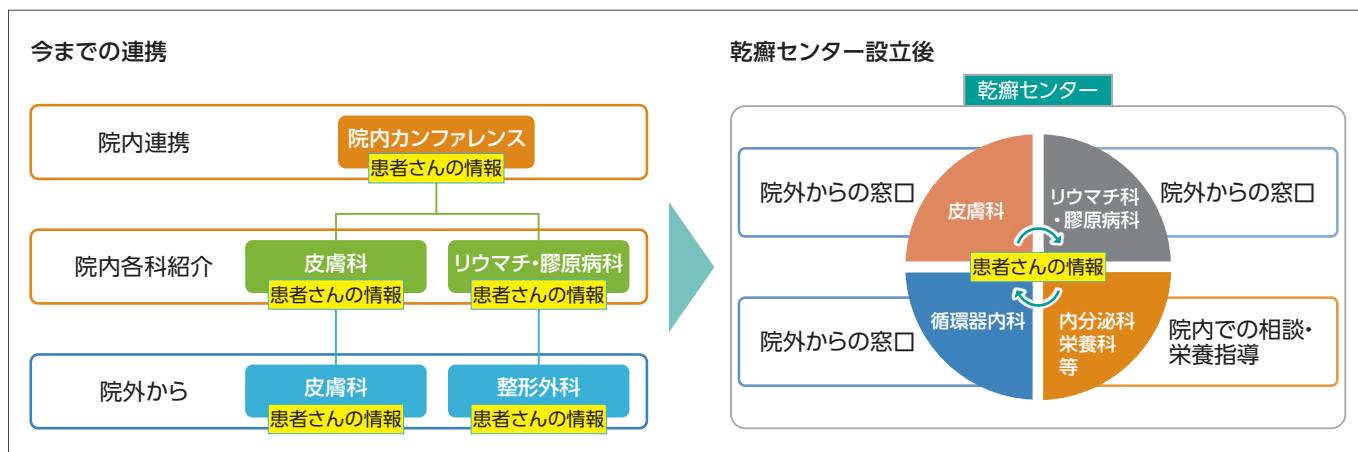 今までの連携
院内連携
院内カンファレンス
患者さんの情報
院内各科紹介
皮膚科
患者さんの情報
リウマチ・膠原病科
患者さんの情報
院外から
皮膚科
患者さんの情報
整形外科
患者さんの情報
乾癬センター設立後
乾癬センター
院外からの窓口
皮膚科
リウマチ科
・膠原病科
院外からの窓口
患者さんの情報
院外からの窓口
循環器内科
内分泌科
栄養科
等
院内での相談・
栄養指導